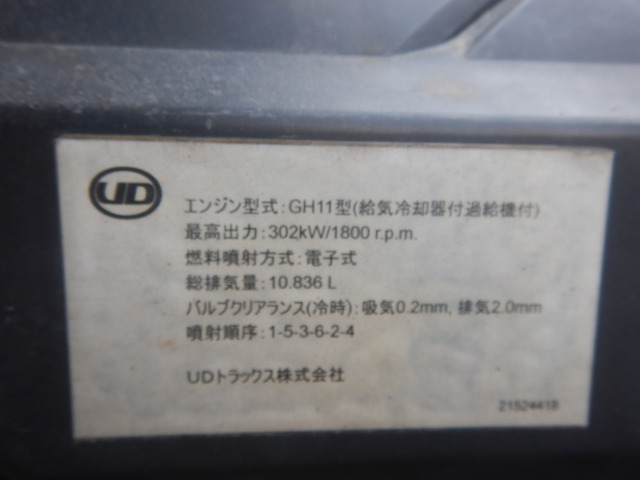 UD
エンジン型式:GH11型(給気冷却器付過給機付)
最高出力:302kW/1800 r.p.m.
燃料噴射方式:電子式
総排気量:10.836 L
バルブクリアランス(冷時):吸気0.2mm, 排気2.0mm
噴射順序:1-5-3-6-2-4
UDトラックス株式会社
21524418